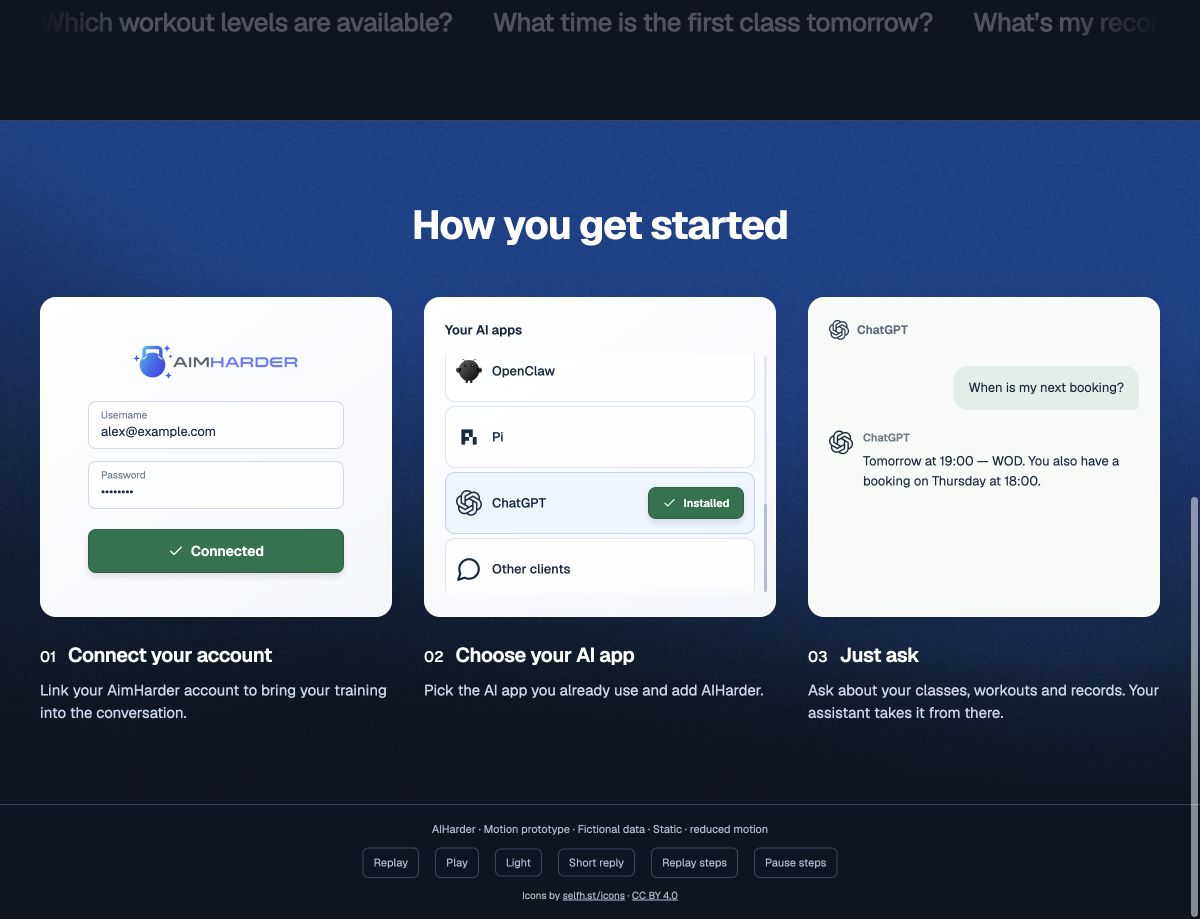 Which workout levels are available? What time is the first class tomorrow? What's my recor
How you get started
AIMHARDER
Username
alex@example.com
Password
••••••••
Connected
Your AI apps
OpenClaw
Pi
ChatGPT
Installed
Other clients
ChatGPT
When is my next booking?
ChatGPT
Tomorrow at 19:00 — WOD. You also have a
booking on Thursday at 18:00.
01 Connect your account
Link your AimHarder account to bring your training
into the conversation.
02 Choose your AI app
Pick the AI app you already use and add AIHarder.
03 Just ask
Ask about your classes, workouts and records. Your
assistant takes it from there.
AIHarder · Motion prototype · Fictional data · Static · reduced motion
Replay Play Light Short reply Replay steps Pause steps
Icons by selfh.st/icons · CC BY 4.0